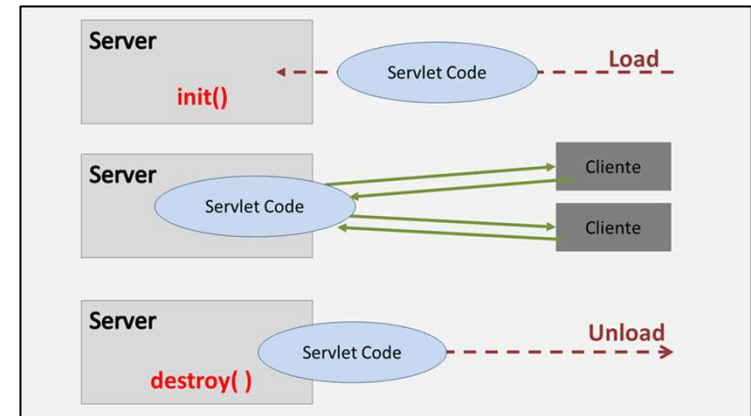 Server
Servlet Code
Load
init()
Server
Servlet Code
Cliente
Cliente
Server
Servlet Code
Unload
destroy( )